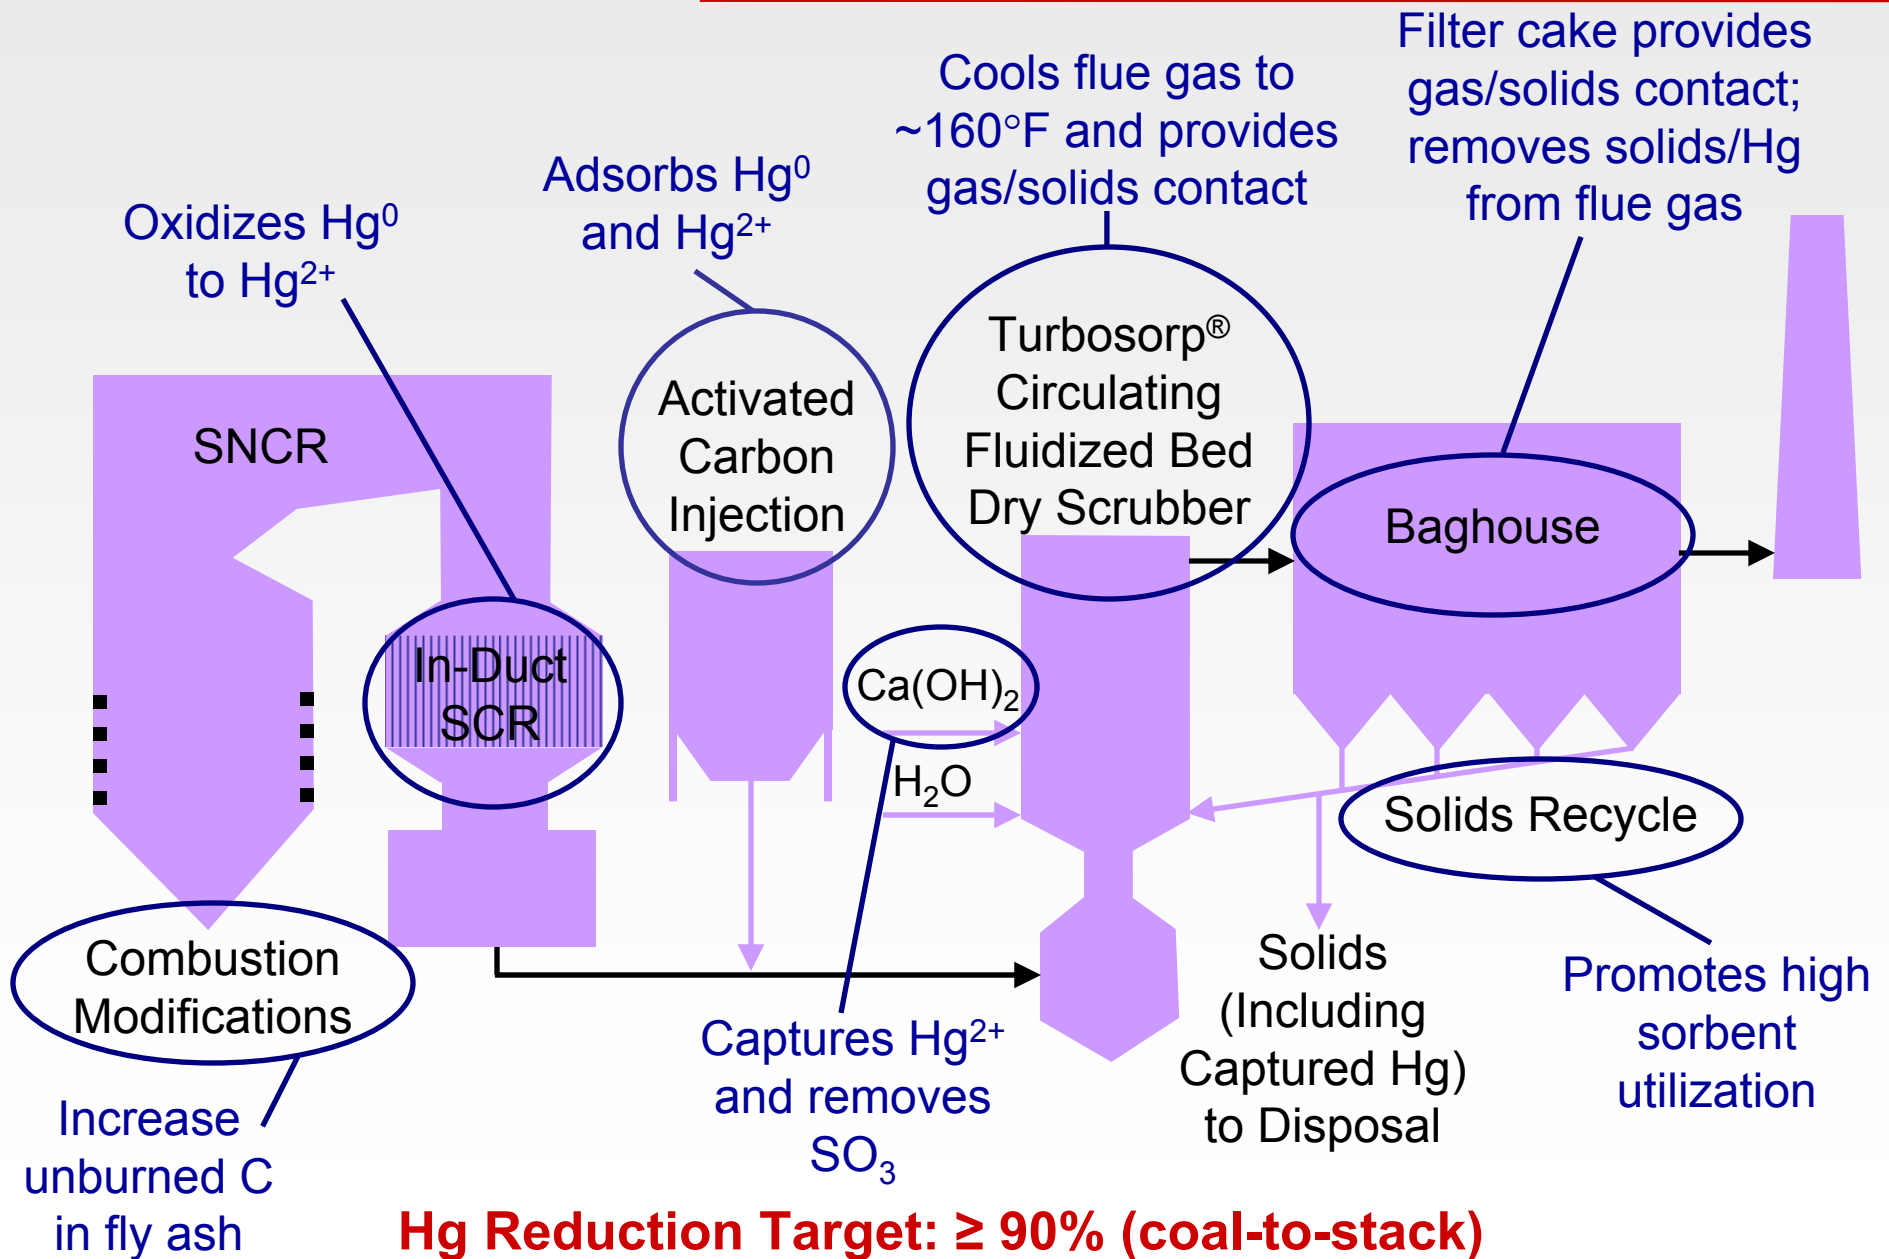 Filter cake provides
gas/solids contact;
removes solids/Hg
from flue gas
Cools flue gas to
~160°F and provides
gas/solids contact
Adsorbs Hg⁰
and Hg²⁺
Oxidizes Hg⁰
to Hg²⁺
SNCR
Activated
Carbon
Injection
Turbosorp®
Circulating
Fluidized Bed
Dry Scrubber
Baghouse
In-Duct
SCR
Ca(OH)₂
H₂O
Solids Recycle
Combustion
Modifications
Solids
(Including
Captured Hg)
to Disposal
Promotes high
sorbent
utilization
Captures Hg²⁺
and removes
SO₃
Increase
unburned C
in fly ash
Hg Reduction Target: ≥ 90% (coal-to-stack)